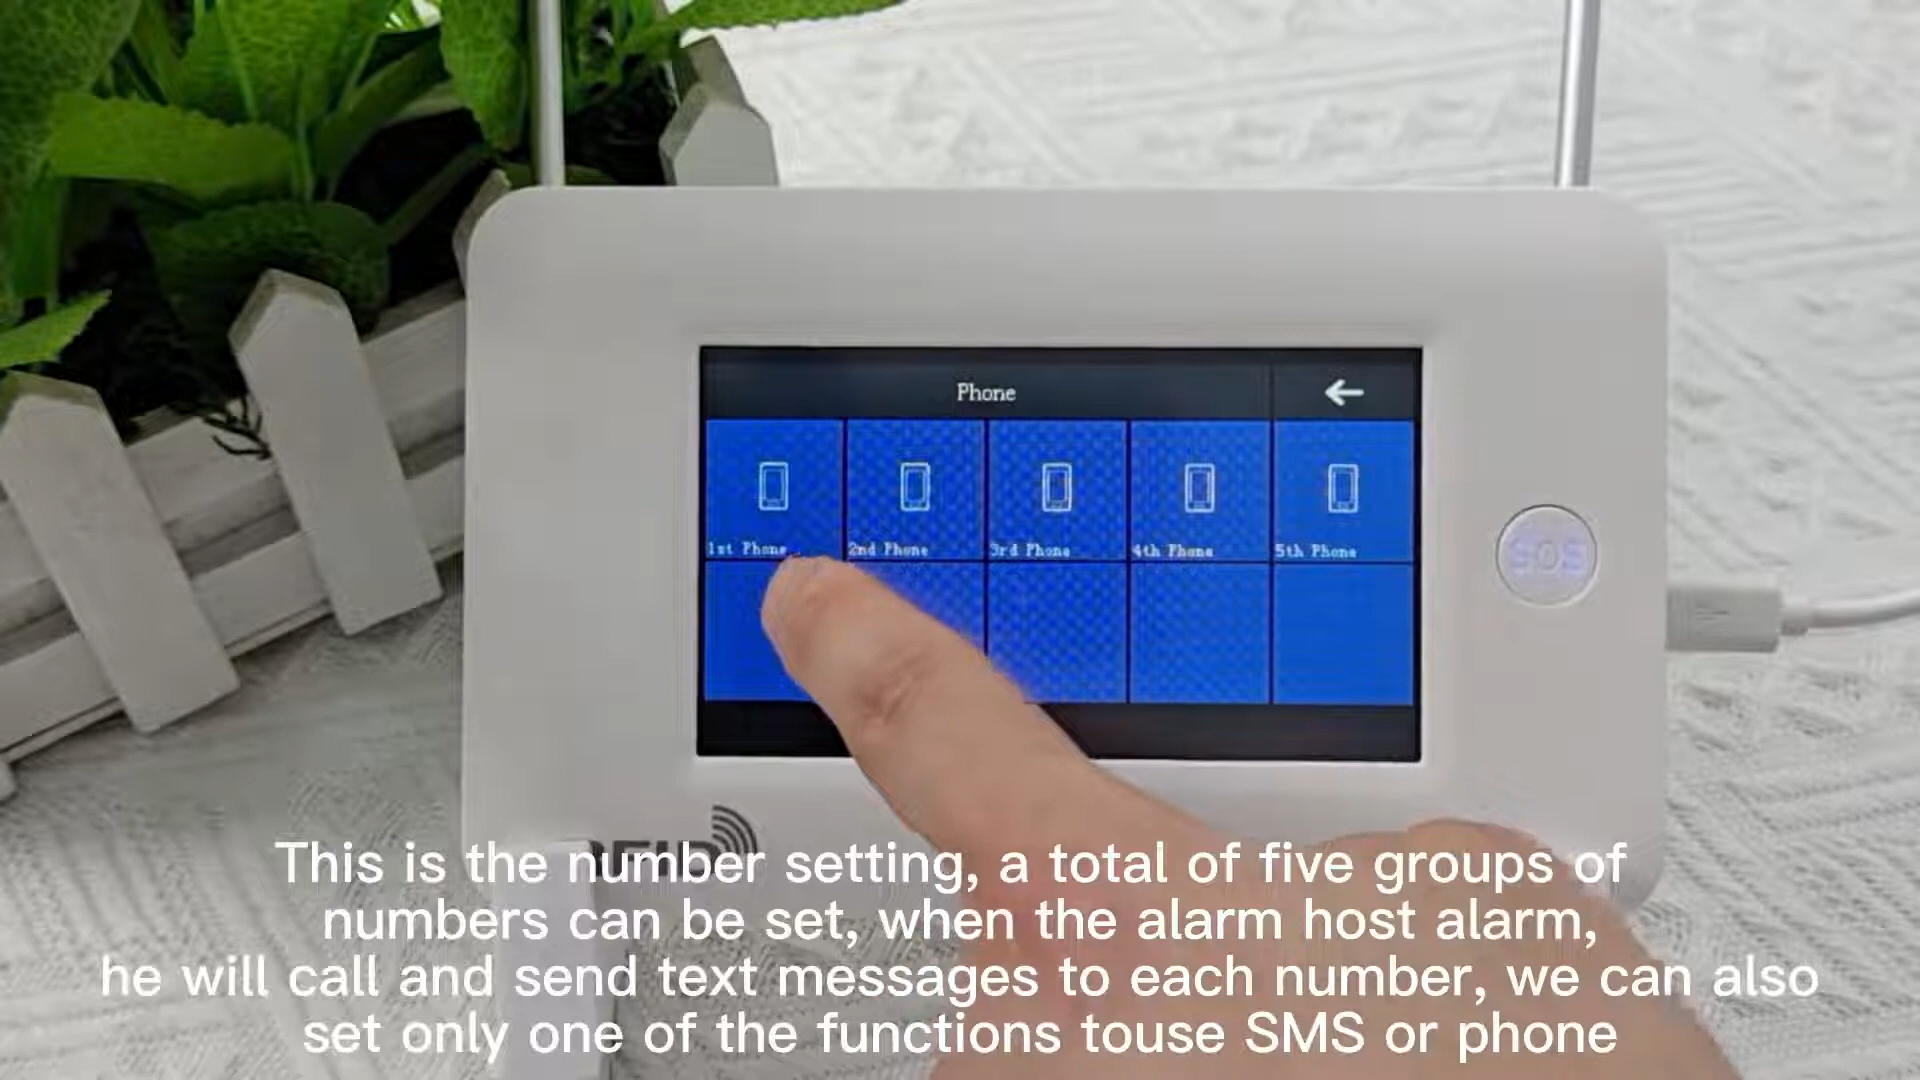 Phone
1st Phone
2nd Phone
3rd Phone
4th Phone
5th Phone
SOS
RFID
This is the number setting, a total of five groups of
numbers can be set, when the alarm host alarm,
he will call and send text messages to each number, we can also
set only one of the functions touse SMS or phone